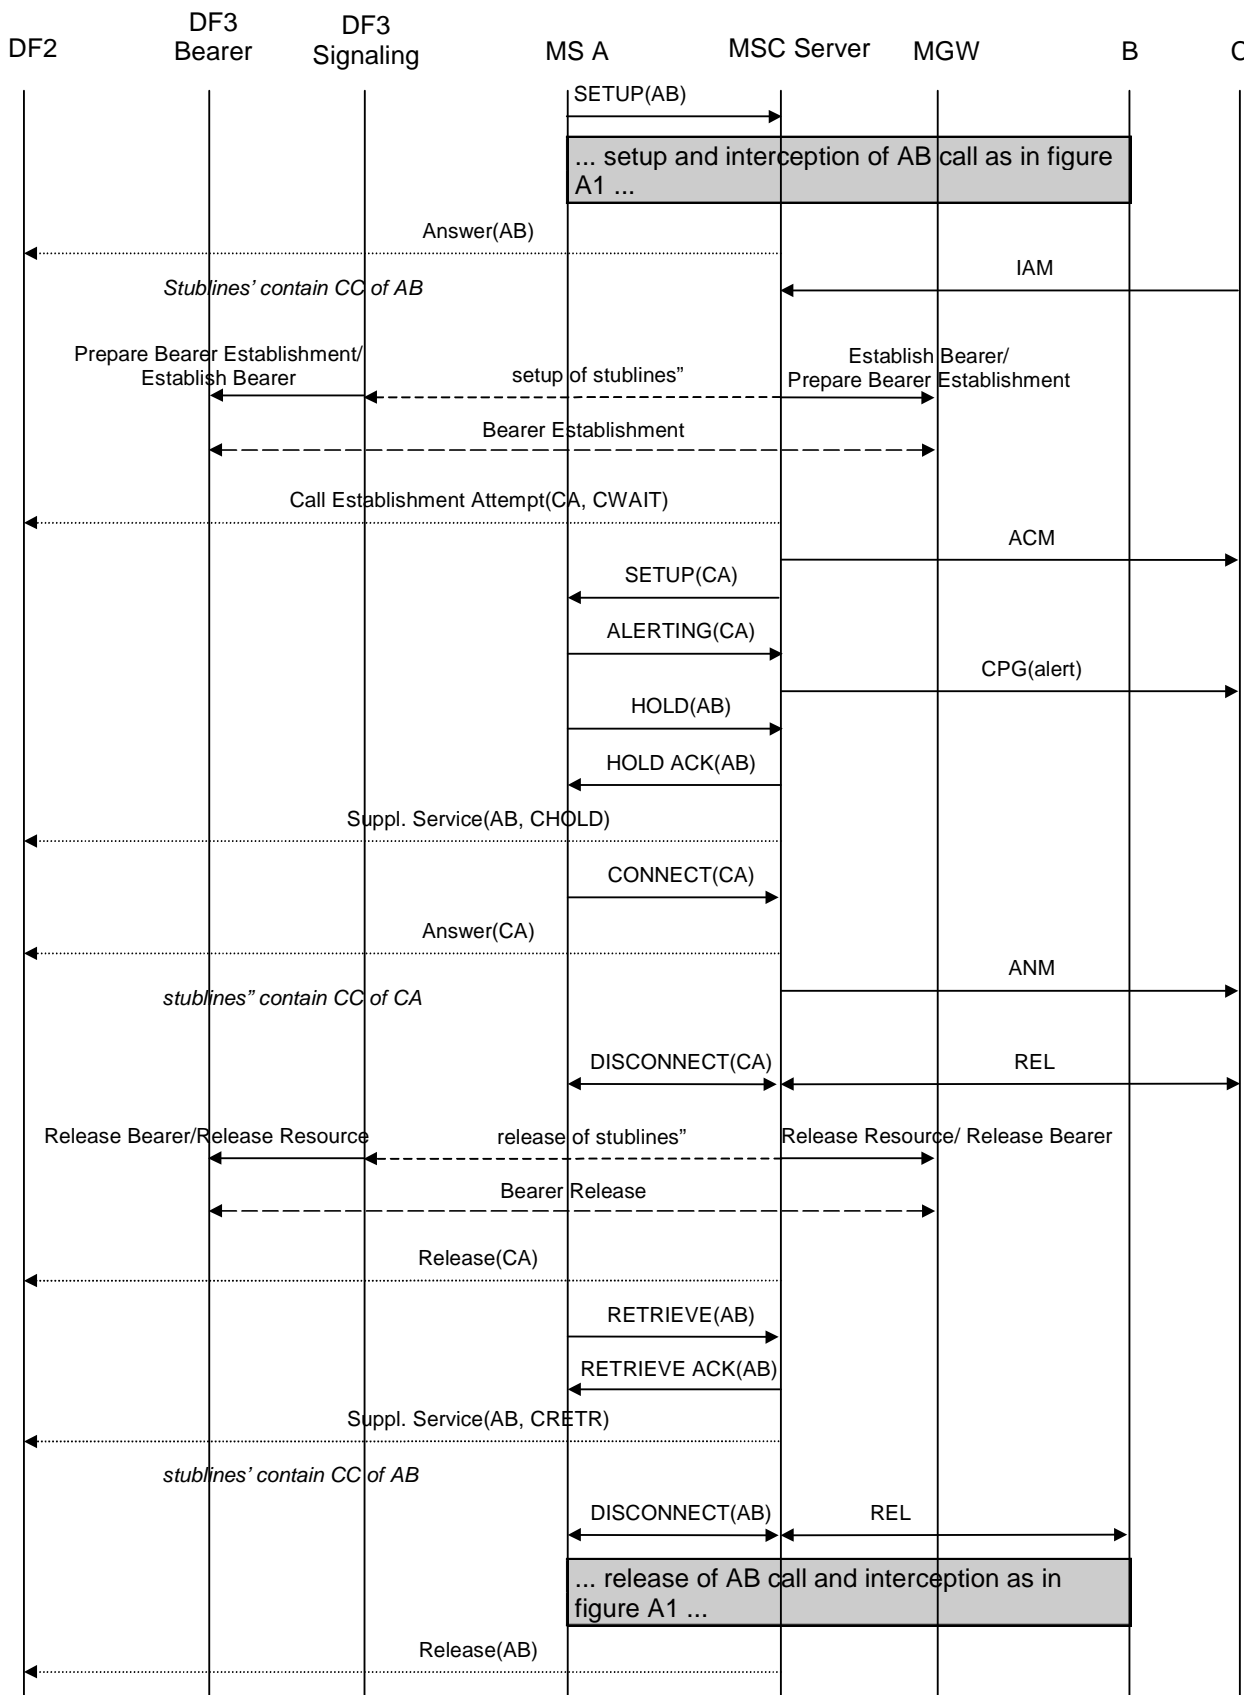 DF2
DF3
Bearer
DF3
Signaling
MS A
MSC Server
MGW
B
C
SETUP(AB)
... setup and interception of AB call as in figure
A1 ...
Answer(AB)
IAM
Stublines’ contain CC of AB
Prepare Bearer Establishment/
Establish Bearer
setup of stublines”
Establish Bearer/
Prepare Bearer Establishment
Bearer Establishment
Call Establishment Attempt(CA, CWAIT)
ACM
SETUP(CA)
ALERTING(CA)
CPG(alert)
HOLD(AB)
HOLD ACK(AB)
Suppl. Service(AB, CHOLD)
CONNECT(CA)
Answer(CA)
ANM
stublines” contain CC of CA
DISCONNECT(CA)
REL
Release Bearer/Release Resource
release of stublines”
Release Resource/ Release Bearer
Bearer Release
Release(CA)
RETRIEVE(AB)
RETRIEVE ACK(AB)
Suppl. Service(AB, CRETR)
stublines’ contain CC of AB
DISCONNECT(AB)
REL
... release of AB call and interception as in
figure A1 ...
Release(AB)